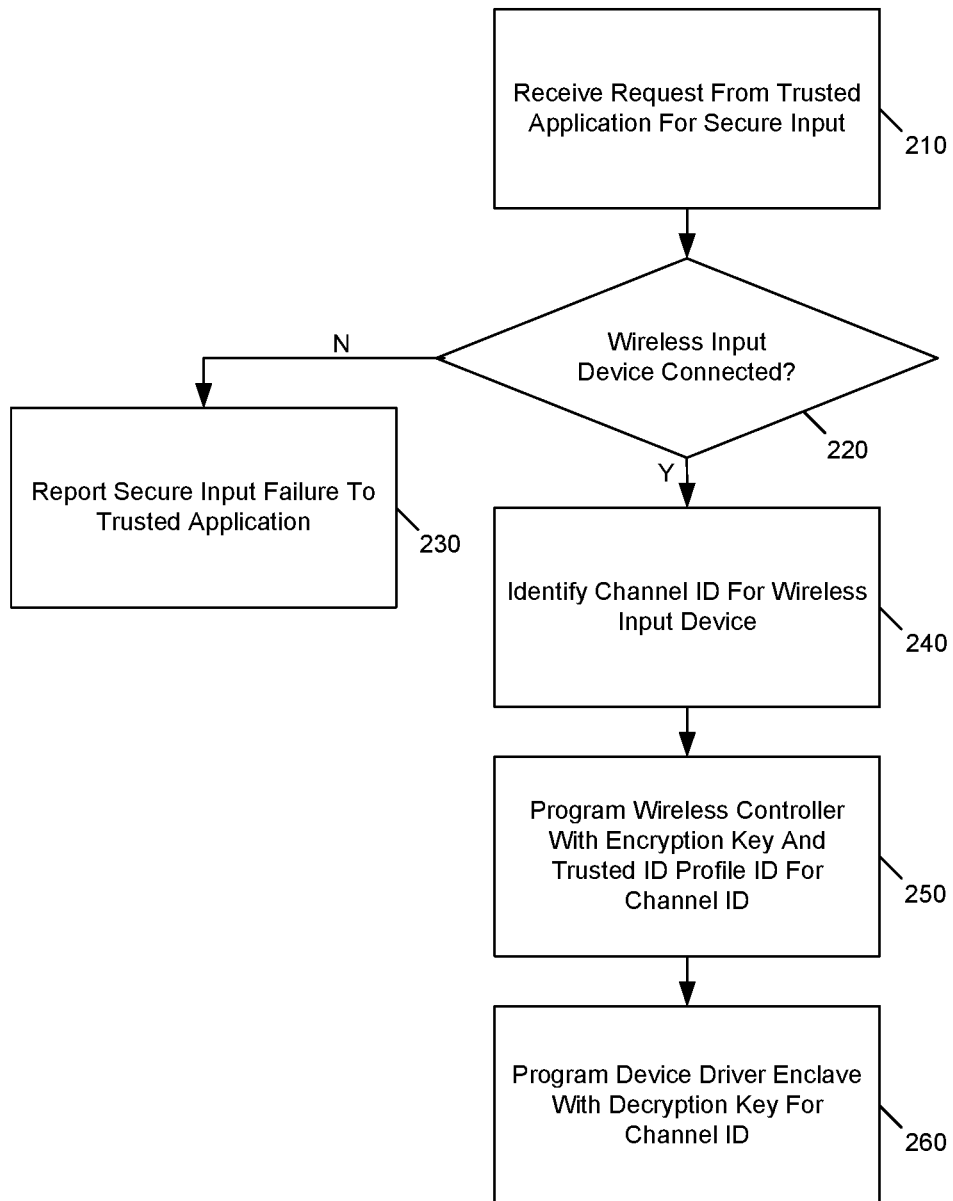 Receive Request From Trusted
Application For Secure Input
210
Wireless Input
Device Connected?
220
N
Y
Report Secure Input Failure To
Trusted Application
230
Identify Channel ID For Wireless
Input Device
240
Program Wireless Controller
With Encryption Key And
Trusted ID Profile ID For
Channel ID
250
Program Device Driver Enclave
With Decryption Key For
Channel ID
260